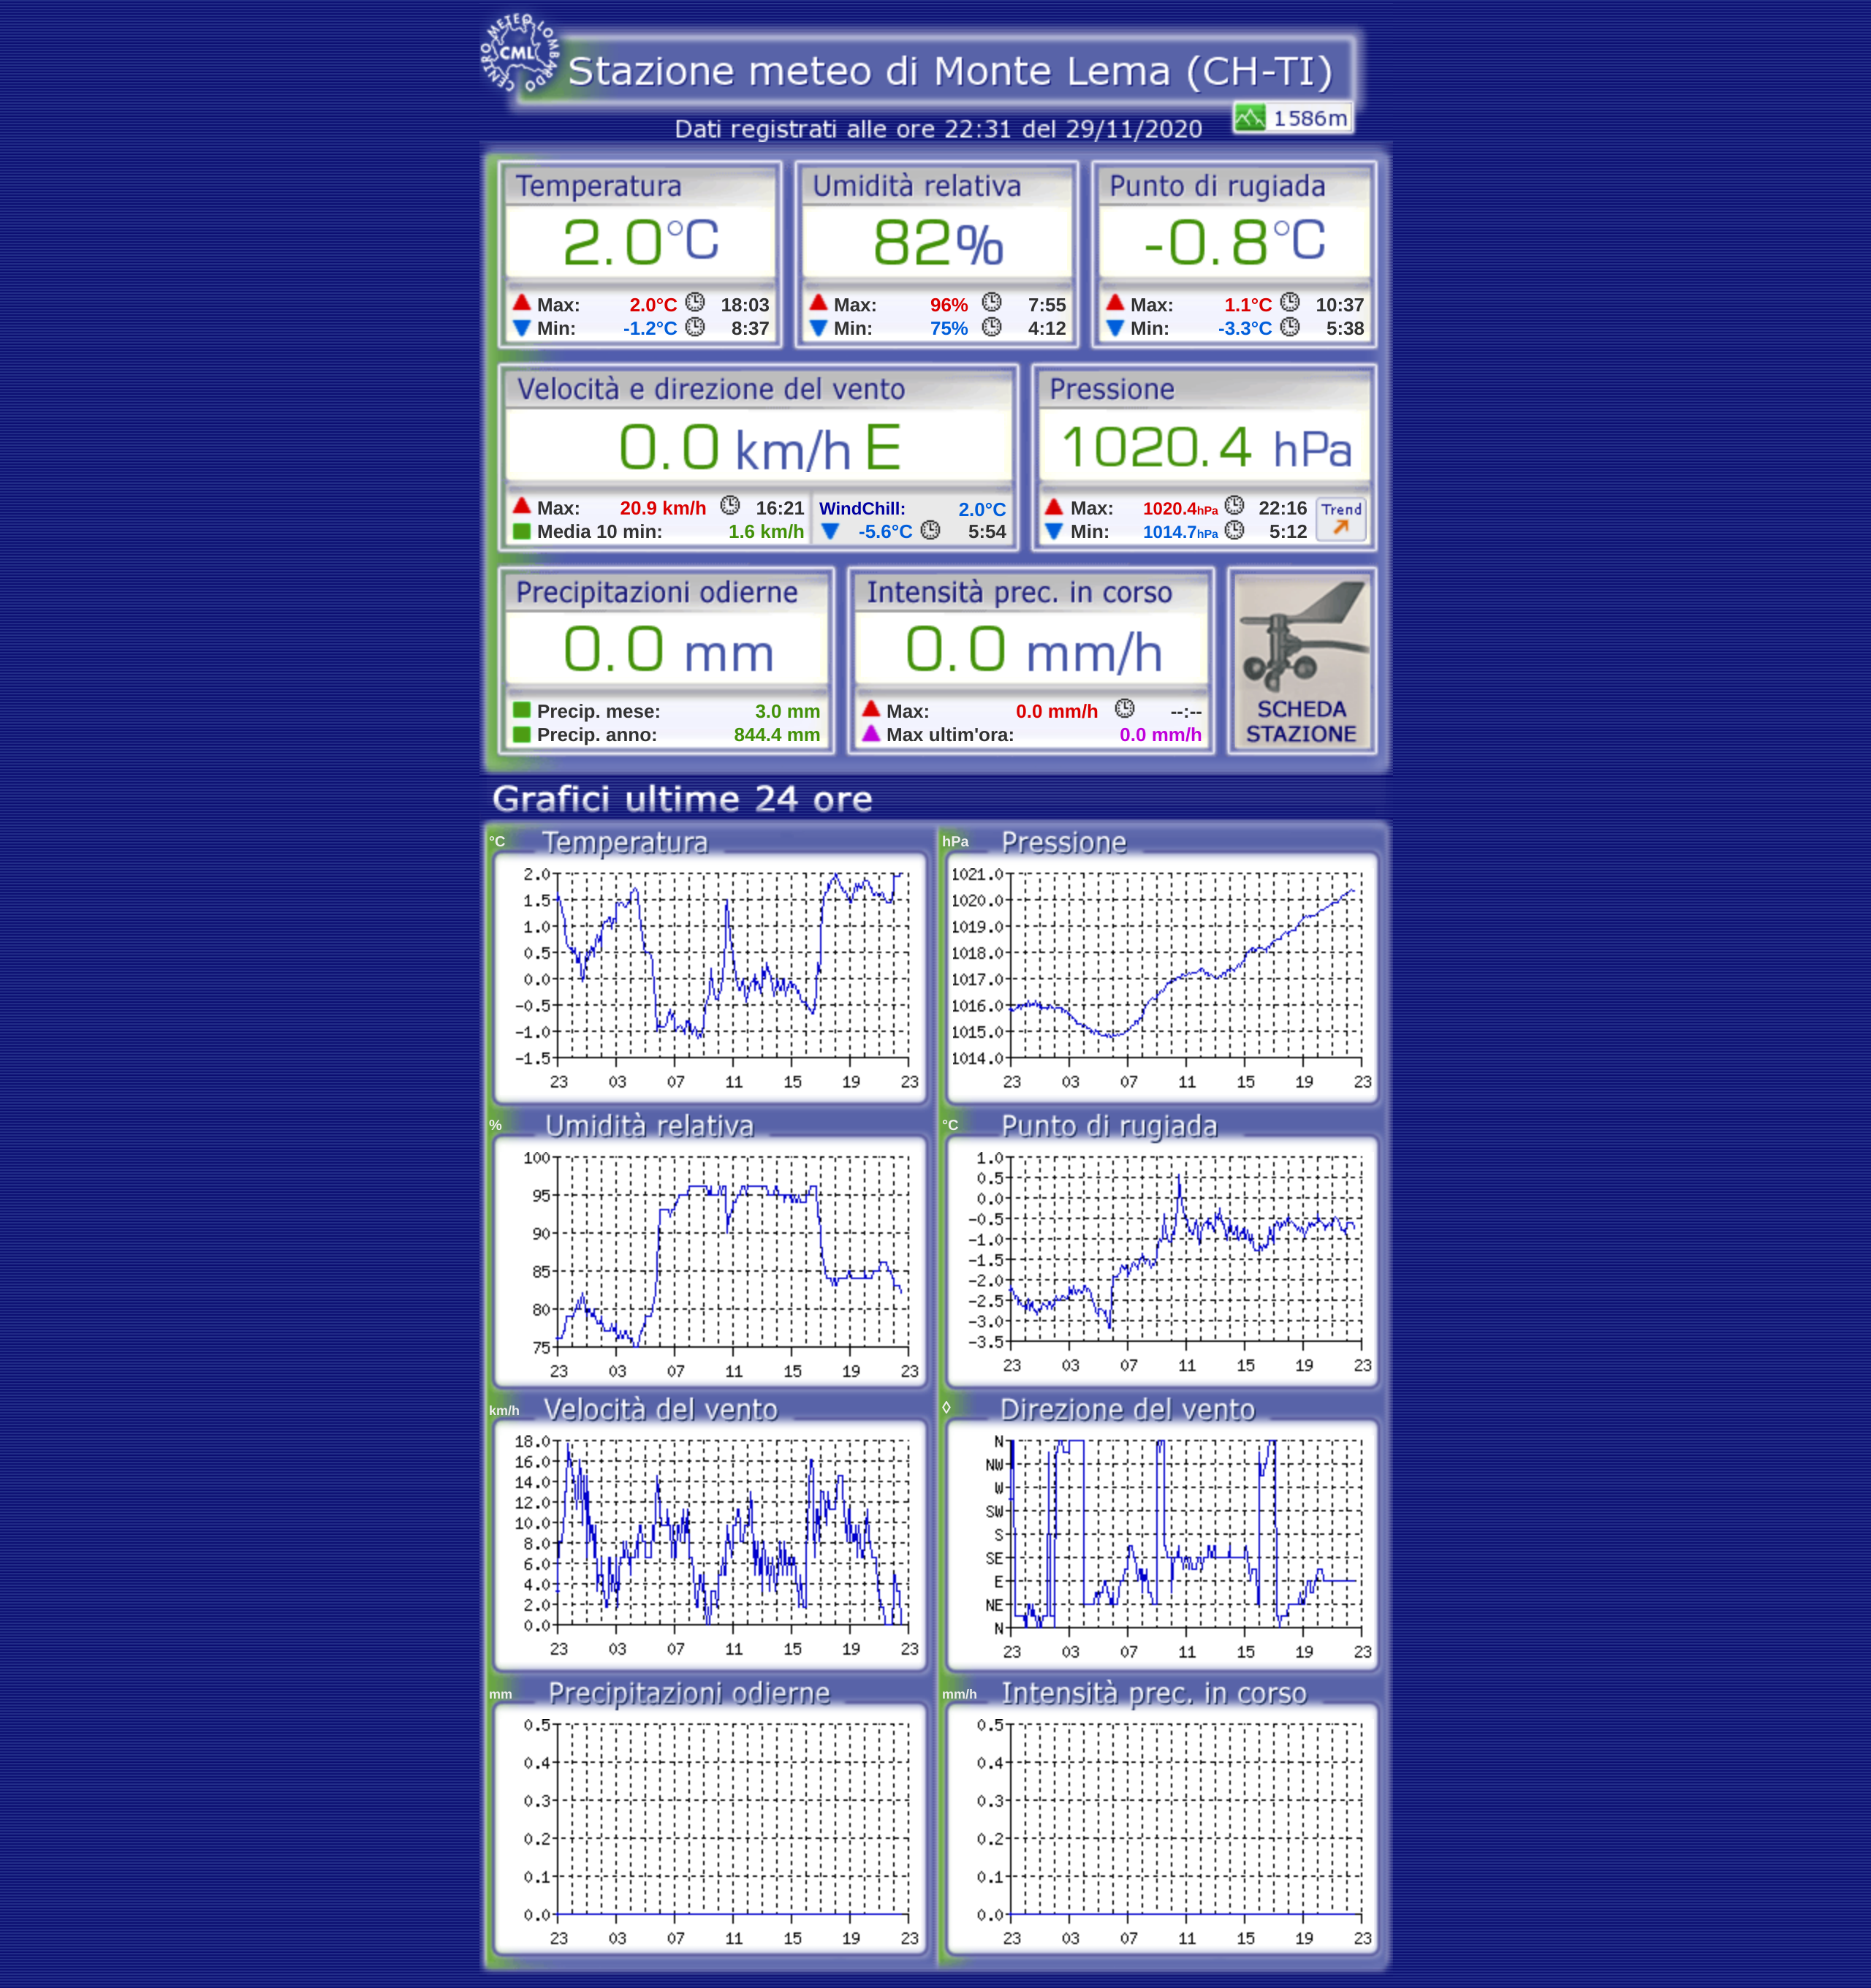 CENTRO METEO LOMBARDO
CML
Stazione meteo di Monte Lema (CH-TI)
1586m
Dati registrati alle ore 22:31 del 29/11/2020
Temperatura
2.0°C
Max: 2.0°C 18:03
Min: -1.2°C 8:37
Umidità relativa
82%
Max: 96% 7:55
Min: 75% 4:12
Punto di rugiada
-0.8°C
Max: 1.1°C 10:37
Min: -3.3°C 5:38
Velocità e direzione del vento
0.0 km/h E
Max: 20.9 km/h 16:21
Media 10 min: 1.6 km/h
WindChill: 2.0°C
-5.6°C 5:54
Pressione
1020.4 hPa
Max: 1020.4hPa 22:16
Min: 1014.7hPa 5:12
Trend
Precipitazioni odierne
0.0 mm
Precip. mese: 3.0 mm
Precip. anno: 844.4 mm
Intensità prec. in corso
0.0 mm/h
Max: 0.0 mm/h --:--
Max ultim'ora: 0.0 mm/h
SCHEDA
STAZIONE
Grafici ultime 24 ore
°C Temperatura
2.0
1.5
1.0
0.5
0.0
-0.5
-1.0
-1.5
23 03 07 11 15 19 23
hPa Pressione
1021.0
1020.0
1019.0
1018.0
1017.0
1016.0
1015.0
1014.0
23 03 07 11 15 19 23
% Umidità relativa
100
95
90
85
80
75
23 03 07 11 15 19 23
°C Punto di rugiada
1.0
0.5
0.0
-0.5
-1.0
-1.5
-2.0
-2.5
-3.0
-3.5
23 03 07 11 15 19 23
km/h Velocità del vento
18.0
16.0
14.0
12.0
10.0
8.0
6.0
4.0
2.0
0.0
23 03 07 11 15 19 23
◊ Direzione del vento
N
NW
W
SW
S
SE
E
NE
N
23 03 07 11 15 19 23
mm Precipitazioni odierne
0.5
0.4
0.3
0.2
0.1
0.0
23 03 07 11 15 19 23
mm/h Intensità prec. in corso
0.5
0.4
0.3
0.2
0.1
0.0
23 03 07 11 15 19 23